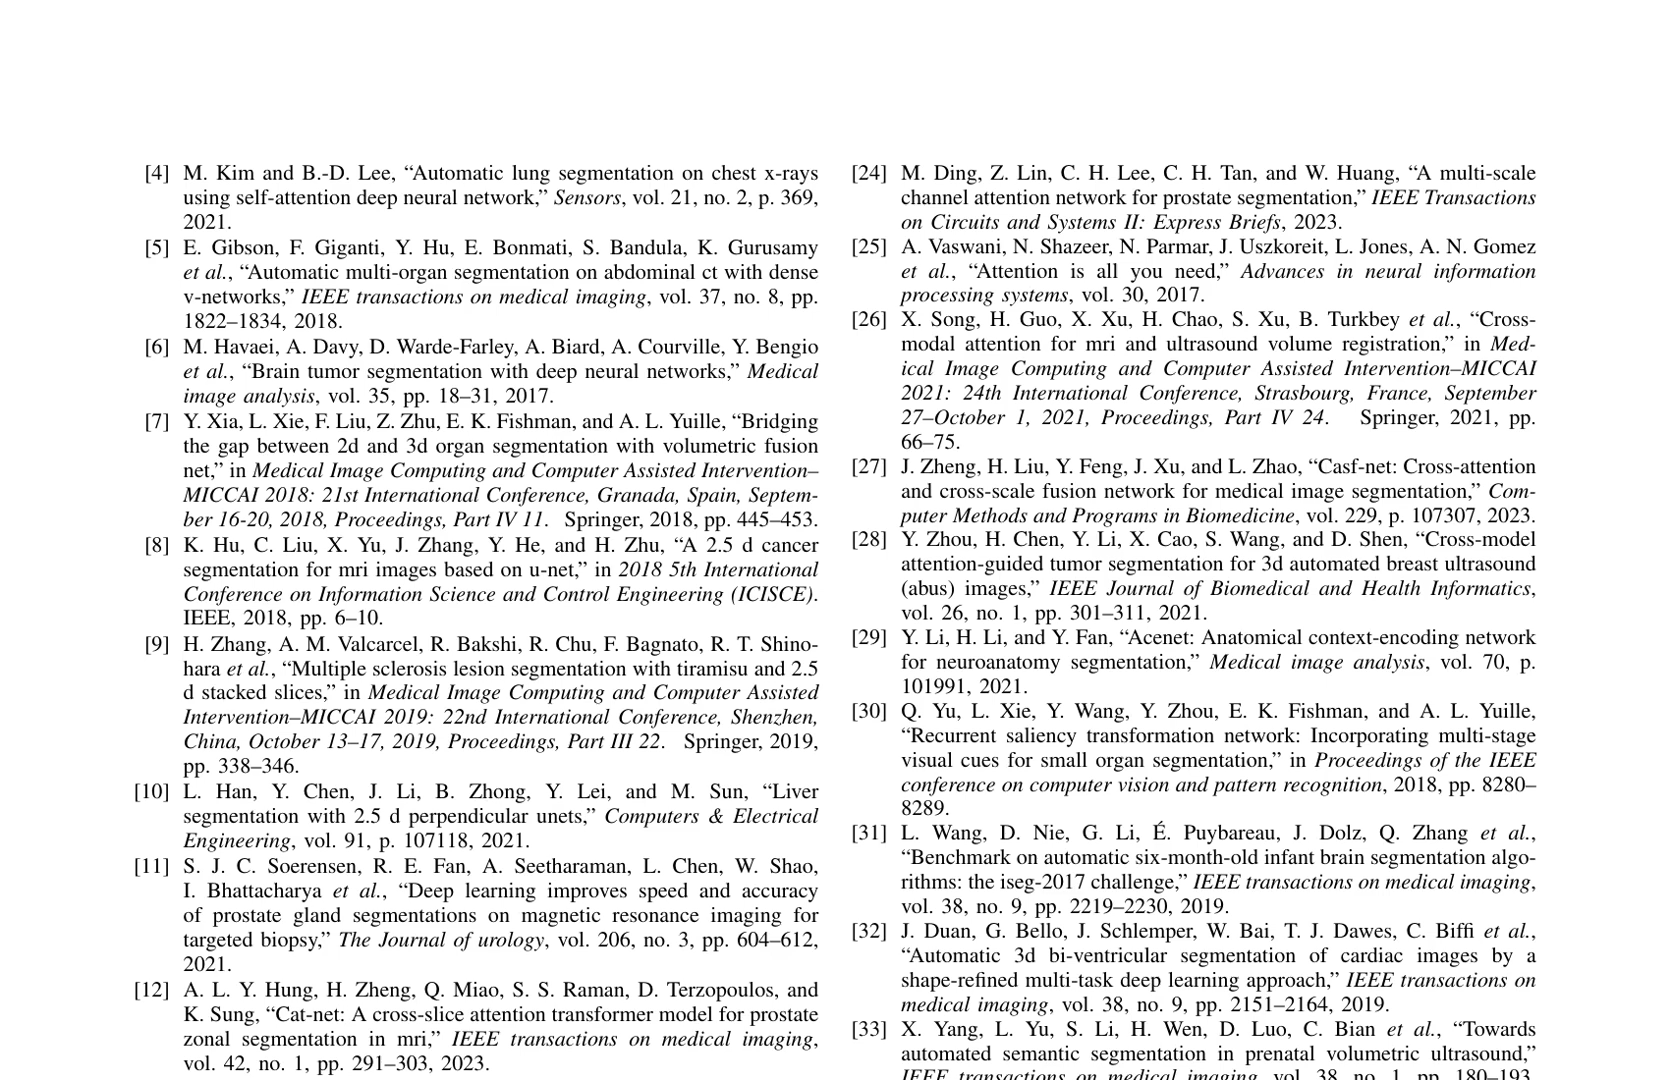 [4] M. Kim and B.-D. Lee, “Automatic lung segmentation on chest x-rays
using self-attention deep neural network,” Sensors, vol. 21, no. 2, p. 369,
2021.
[5] E. Gibson, F. Giganti, Y. Hu, E. Bonmati, S. Bandula, K. Gurusamy
et al., “Automatic multi-organ segmentation on abdominal ct with dense
v-networks,” IEEE transactions on medical imaging, vol. 37, no. 8, pp.
1822–1834, 2018.
[6] M. Havaei, A. Davy, D. Warde-Farley, A. Biard, A. Courville, Y. Bengio
et al., “Brain tumor segmentation with deep neural networks,” Medical
image analysis, vol. 35, pp. 18–31, 2017.
[7] Y. Xia, L. Xie, F. Liu, Z. Zhu, E. K. Fishman, and A. L. Yuille, “Bridging
the gap between 2d and 3d organ segmentation with volumetric fusion
net,” in Medical Image Computing and Computer Assisted Intervention–
MICCAI 2018: 21st International Conference, Granada, Spain, Septem-
ber 16-20, 2018, Proceedings, Part IV 11. Springer, 2018, pp. 445–453.
[8] K. Hu, C. Liu, X. Yu, J. Zhang, Y. He, and H. Zhu, “A 2.5 d cancer
segmentation for mri images based on u-net,” in 2018 5th International
Conference on Information Science and Control Engineering (ICISCE).
IEEE, 2018, pp. 6–10.
[9] H. Zhang, A. M. Valcarcel, R. Bakshi, R. Chu, F. Bagnato, R. T. Shino-
hara et al., “Multiple sclerosis lesion segmentation with tiramisu and 2.5
d stacked slices,” in Medical Image Computing and Computer Assisted
Intervention–MICCAI 2019: 22nd International Conference, Shenzhen,
China, October 13–17, 2019, Proceedings, Part III 22. Springer, 2019,
pp. 338–346.
[10] L. Han, Y. Chen, J. Li, B. Zhong, Y. Lei, and M. Sun, “Liver
segmentation with 2.5 d perpendicular unets,” Computers & Electrical
Engineering, vol. 91, p. 107118, 2021.
[11] S. J. C. Soerensen, R. E. Fan, A. Seetharaman, L. Chen, W. Shao,
I. Bhattacharya et al., “Deep learning improves speed and accuracy
of prostate gland segmentations on magnetic resonance imaging for
targeted biopsy,” The Journal of urology, vol. 206, no. 3, pp. 604–612,
2021.
[12] A. L. Y. Hung, H. Zheng, Q. Miao, S. S. Raman, D. Terzopoulos, and
K. Sung, “Cat-net: A cross-slice attention transformer model for prostate
zonal segmentation in mri,” IEEE transactions on medical imaging,
vol. 42, no. 1, pp. 291–303, 2023.
[24] M. Ding, Z. Lin, C. H. Lee, C. H. Tan, and W. Huang, “A multi-scale
channel attention network for prostate segmentation,” IEEE Transactions
on Circuits and Systems II: Express Briefs, 2023.
[25] A. Vaswani, N. Shazeer, N. Parmar, J. Uszkoreit, L. Jones, A. N. Gomez
et al., “Attention is all you need,” Advances in neural information
processing systems, vol. 30, 2017.
[26] X. Song, H. Guo, X. Xu, H. Chao, S. Xu, B. Turkbey et al., “Cross-
modal attention for mri and ultrasound volume registration,” in Med-
ical Image Computing and Computer Assisted Intervention–MICCAI
2021: 24th International Conference, Strasbourg, France, September
27–October 1, 2021, Proceedings, Part IV 24. Springer, 2021, pp.
66–75.
[27] J. Zheng, H. Liu, Y. Feng, J. Xu, and L. Zhao, “Casf-net: Cross-attention
and cross-scale fusion network for medical image segmentation,” Com-
puter Methods and Programs in Biomedicine, vol. 229, p. 107307, 2023.
[28] Y. Zhou, H. Chen, Y. Li, X. Cao, S. Wang, and D. Shen, “Cross-model
attention-guided tumor segmentation for 3d automated breast ultrasound
(abus) images,” IEEE Journal of Biomedical and Health Informatics,
vol. 26, no. 1, pp. 301–311, 2021.
[29] Y. Li, H. Li, and Y. Fan, “Acenet: Anatomical context-encoding network
for neuroanatomy segmentation,” Medical image analysis, vol. 70, p.
101991, 2021.
[30] Q. Yu, L. Xie, Y. Wang, Y. Zhou, E. K. Fishman, and A. L. Yuille,
“Recurrent saliency transformation network: Incorporating multi-stage
visual cues for small organ segmentation,” in Proceedings of the IEEE
conference on computer vision and pattern recognition, 2018, pp. 8280–
8289.
[31] L. Wang, D. Nie, G. Li, É. Puybareau, J. Dolz, Q. Zhang et al.,
“Benchmark on automatic six-month-old infant brain segmentation algo-
rithms: the iseg-2017 challenge,” IEEE transactions on medical imaging,
vol. 38, no. 9, pp. 2219–2230, 2019.
[32] J. Duan, G. Bello, J. Schlemper, W. Bai, T. J. Dawes, C. Biffi et al.,
“Automatic 3d bi-ventricular segmentation of cardiac images by a
shape-refined multi-task deep learning approach,” IEEE transactions on
medical imaging, vol. 38, no. 9, pp. 2151–2164, 2019.
[33] X. Yang, L. Yu, S. Li, H. Wen, D. Luo, C. Bian et al., “Towards
automated semantic segmentation in prenatal volumetric ultrasound,”
IEEE transactions on medical imaging, vol. 38, no. 1, pp. 180–193,